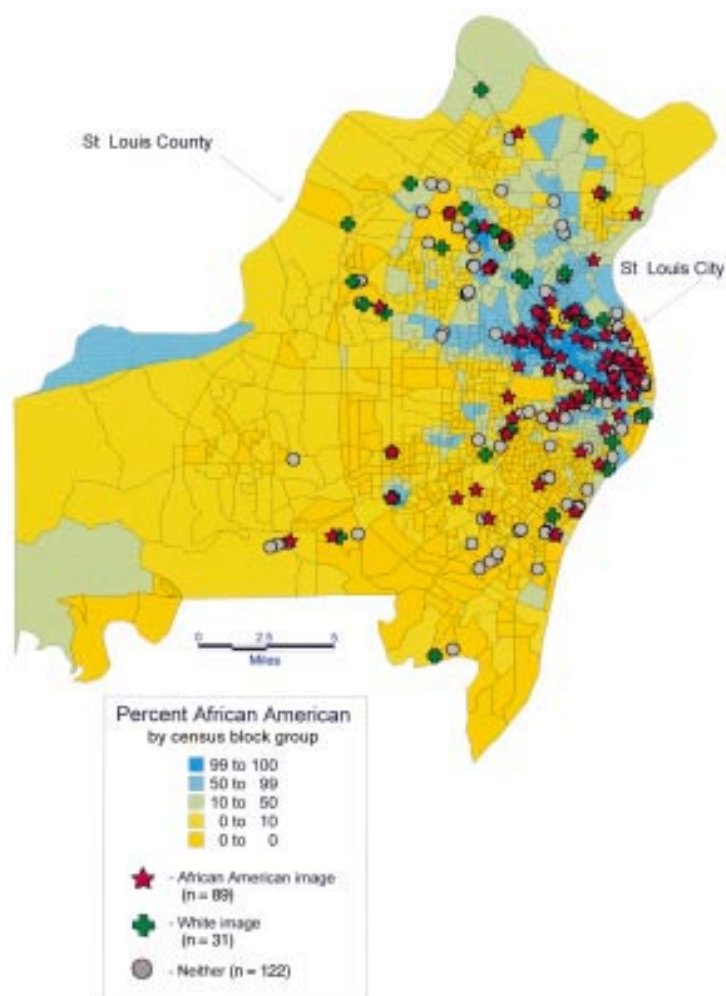 St Louis County
St Louis City
0 2.5 5
Miles
Percent African American
by census block group
99 to 100
50 to 99
10 to 50
0 to 10
0 to 0
- African American image
(n = 89)
- White image
(n = 31)
- Neither (n = 122)